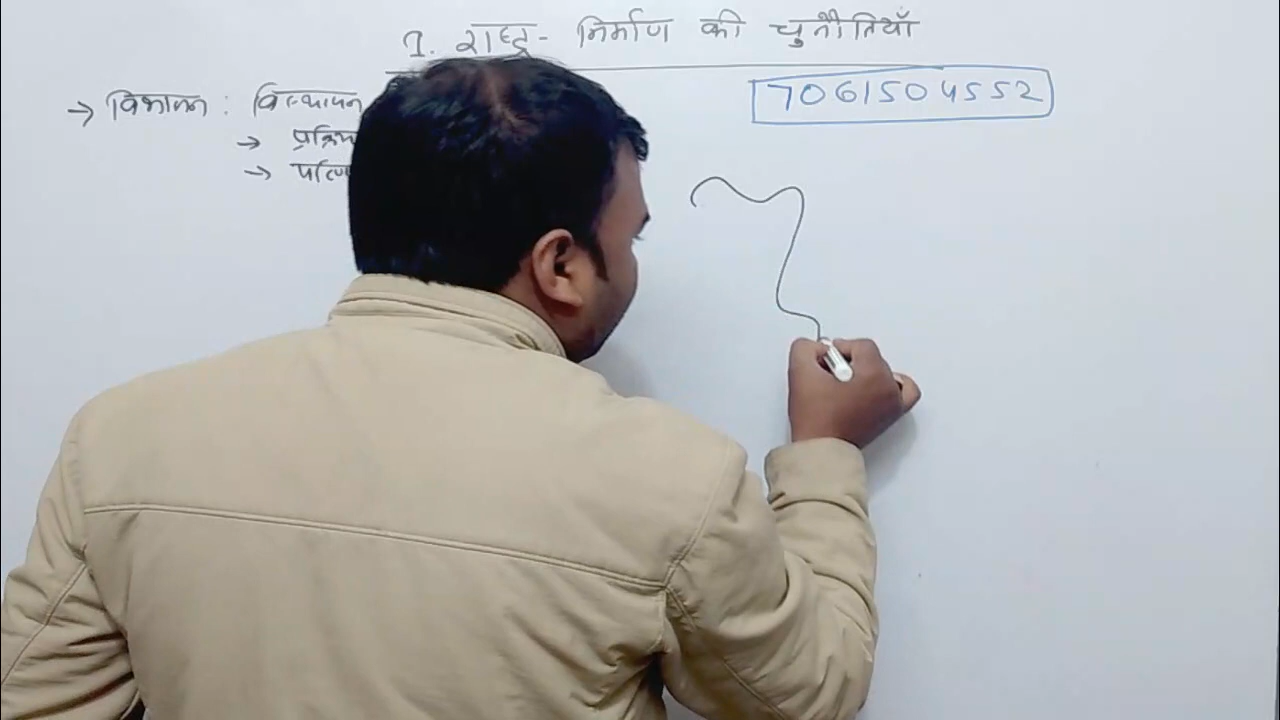 1. राष्ट्र - निर्माण की चुनौतियाँ
7061504552
→ विभाजन : विस्थापन
→
→